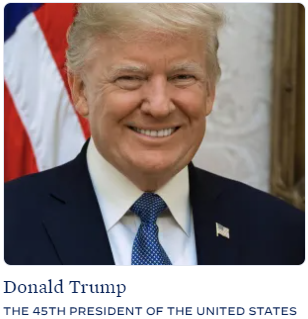 Donald Trump
THE 45TH PRESIDENT OF THE UNITED STATES